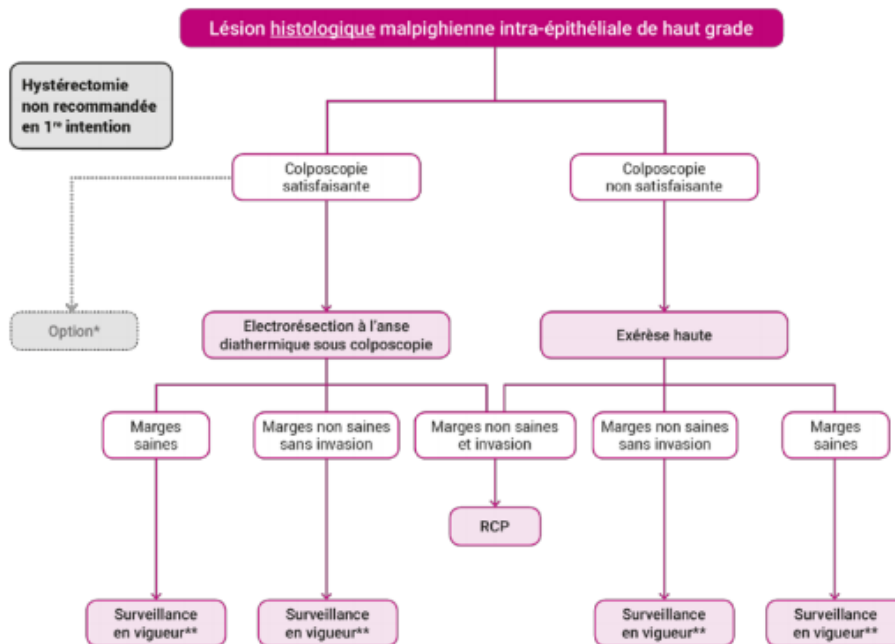 Lésion histologique malpighienne intra-épithéliale de haut grade
Hystérectomie
non recommandée
en 1re intention
Colposcopie
satisfaisante
Colposcopie
non satisfaisante
Option*
Electrorésection à l'anse
diathermique sous colposcopie
Exérèse haute
Marges
saines
Marges non saines
sans invasion
Marges non saines
et invasion
Marges non saines
sans invasion
Marges
saines
RCP
Surveillance
en vigueur**
Surveillance
en vigueur**
Surveillance
en vigueur**
Surveillance
en vigueur**